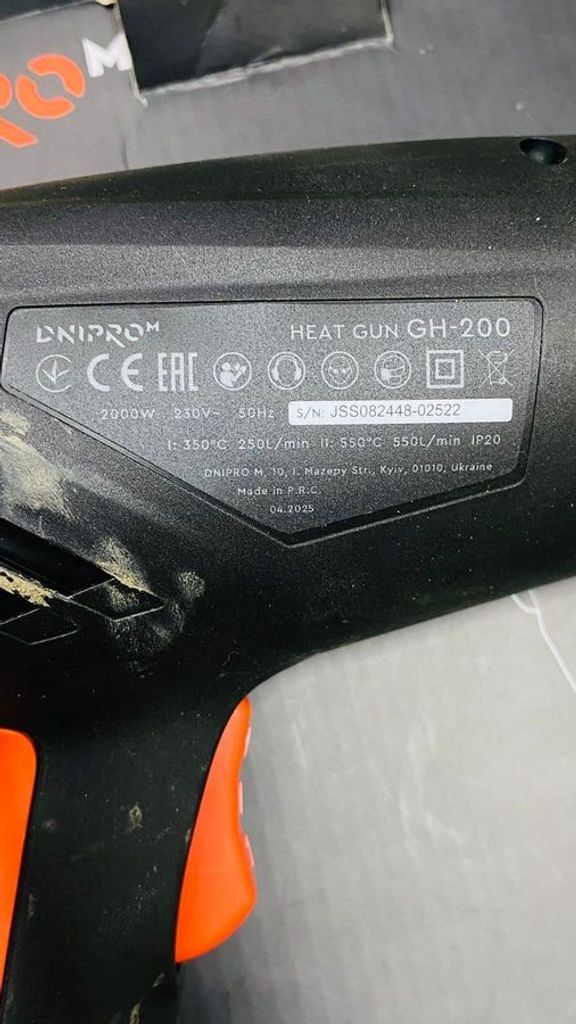 ROM
DNIPROM
HEAT GUN GH-200
CE EAC
2000W 230V~ 50Hz S/N: JSS082448-02522
I: 350°C 250L/min II: 550°C 550L/min IP20
DNIPRO M, 10, I. Mazepy Str., Kyiv, 01010, Ukraine
Made in P.R.C.
04.2025